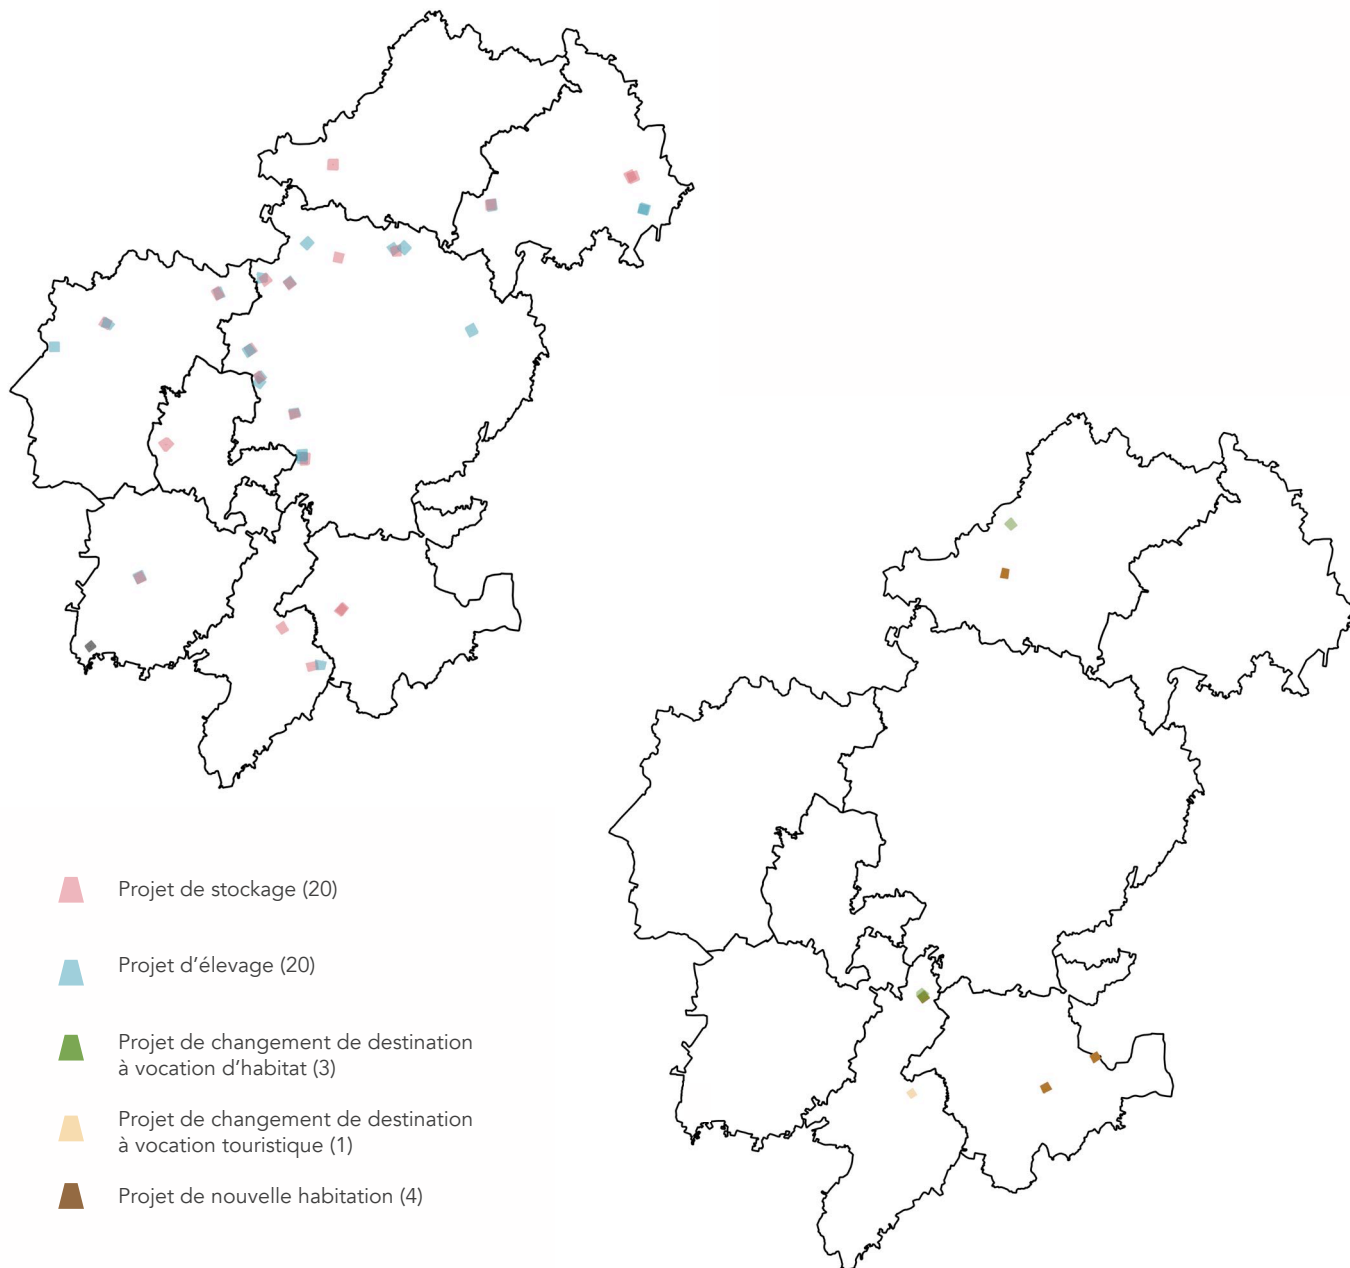 Projet de stockage (20)
Projet d'élevage (20)
Projet de changement de destination
à vocation d'habitat (3)
Projet de changement de destination
à vocation touristique (1)
Projet de nouvelle habitation (4)